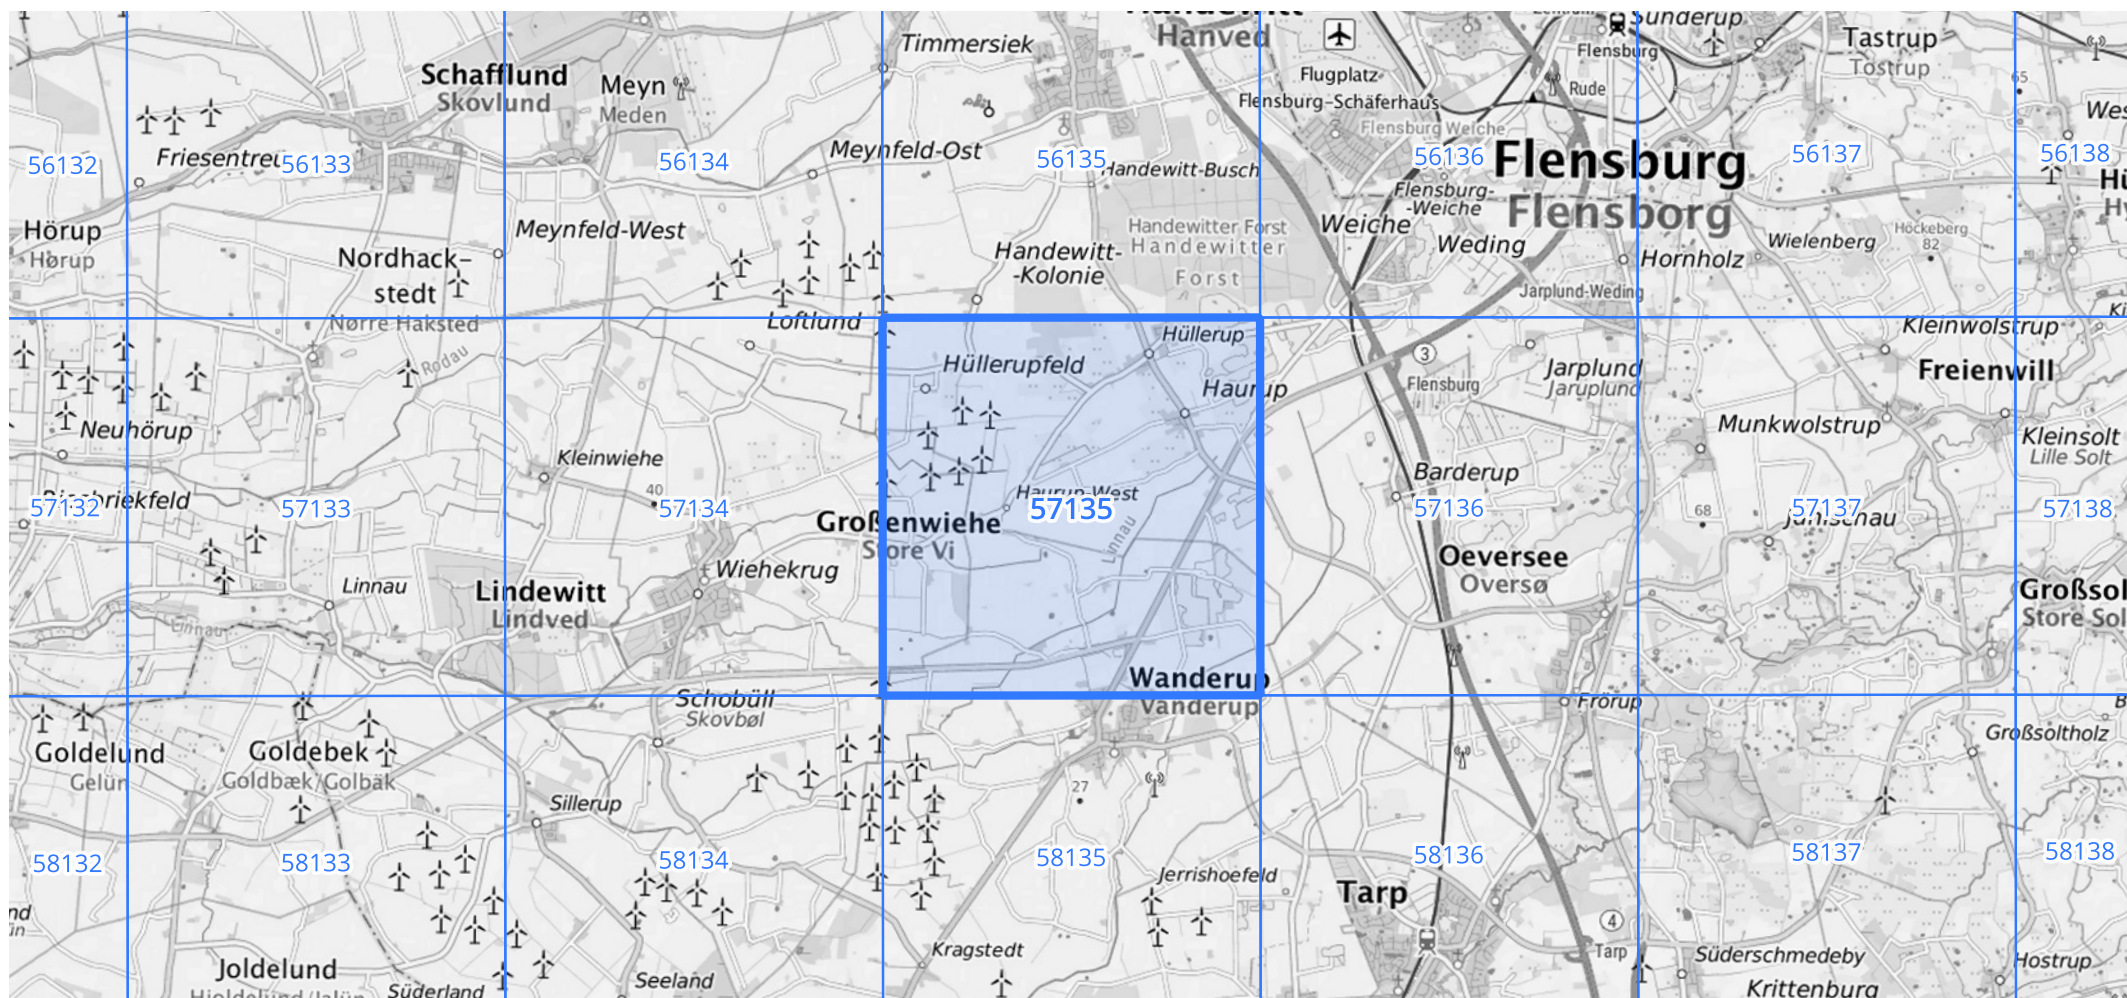 Hanved
Timmersiek
Sunderup
Flensburg
Tastrup
Tostrup
Schafflund
Skovlund
Meyn
Meden
Flugplatz
Flensburg-Schäferhaus
Rude
65
Flensburg Weiche
56132
Friesentreu
56133
56134
Meynfeld-Ost
56135
Handewitt-Busch
56136
Flensburg
Flensborg
56137
56138
Flensburg-
-Weiche
Hörup
Hørup
Meynfeld-West
Handewitter Forst
Handewitter
Forst
Weiche
Weding
Wielenberg
Höckeberg
82
Nordhack-
stedt
Nørre Haksted
Handewitt-
-Kolonie
Hornholz
Jarplund-Weding
Loftlund
Hüllerup
Kleinwolstrup
Rodau
Hüllerupfeld
3
Flensburg
Jarplund
Jaruplund
Freienwill
Haurup
Neuhörup
Munkwolstrup
Kleinsolt
Lille Solt
Kleinwiehe
40
Barderup
57132
57133
57134
Haurup-West
57135
57136
68
57137
57138
Großenwiehe
Store Vi
Linnau
Oeversee
Oversø
Linnau
Lindewitt
Lindved
Wiehekrug
Großsol
Store Sol
Linnau
Wanderup
Vanderup
Schobüll
Skovbøl
Frörup
Goldelund
Gelün
Goldebek
Goldbæk/Golbäk
Großsoltholz
27
Sillerup
58132
58133
58134
58135
58136
58137
58138
Jerrishoefeld
Tarp
4
Tarp
Joldelund
Süderland
Seeland
Kragstedt
Süderschmedeby
Hostrup
Krittenburg